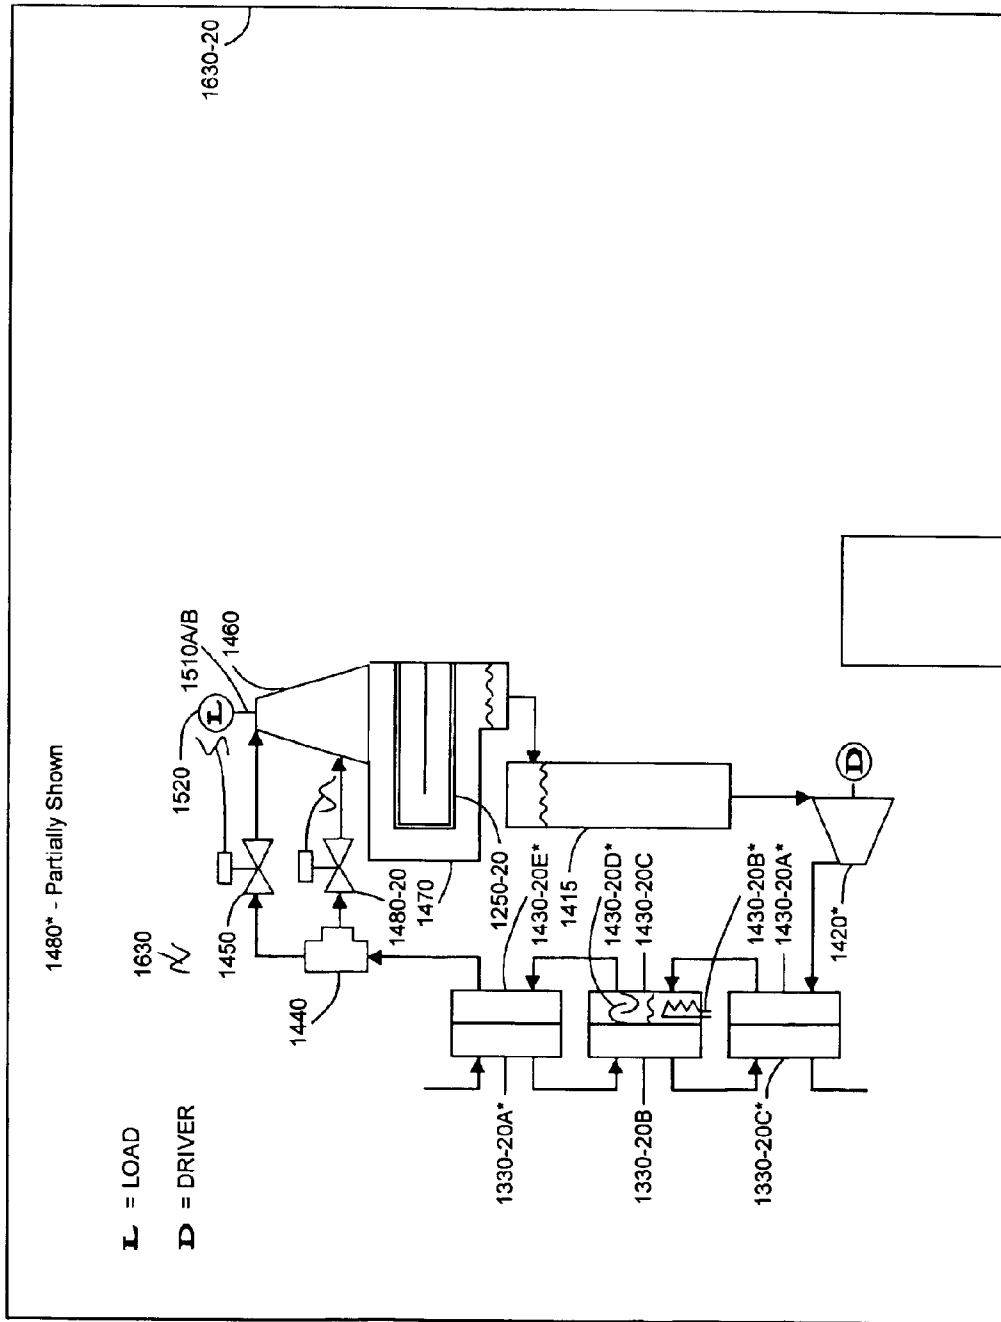 1480* - Partially Shown
L = LOAD
D = DRIVER
1630-20
1630
1520
1510A/B
1460
L
1450
1440
1480-20
1470
1250-20
1415
1430-20E*
1430-20D*
1430-20C
1430-20B*
1430-20A*
1420*
D
1330-20A*
1330-20B
1330-20C*